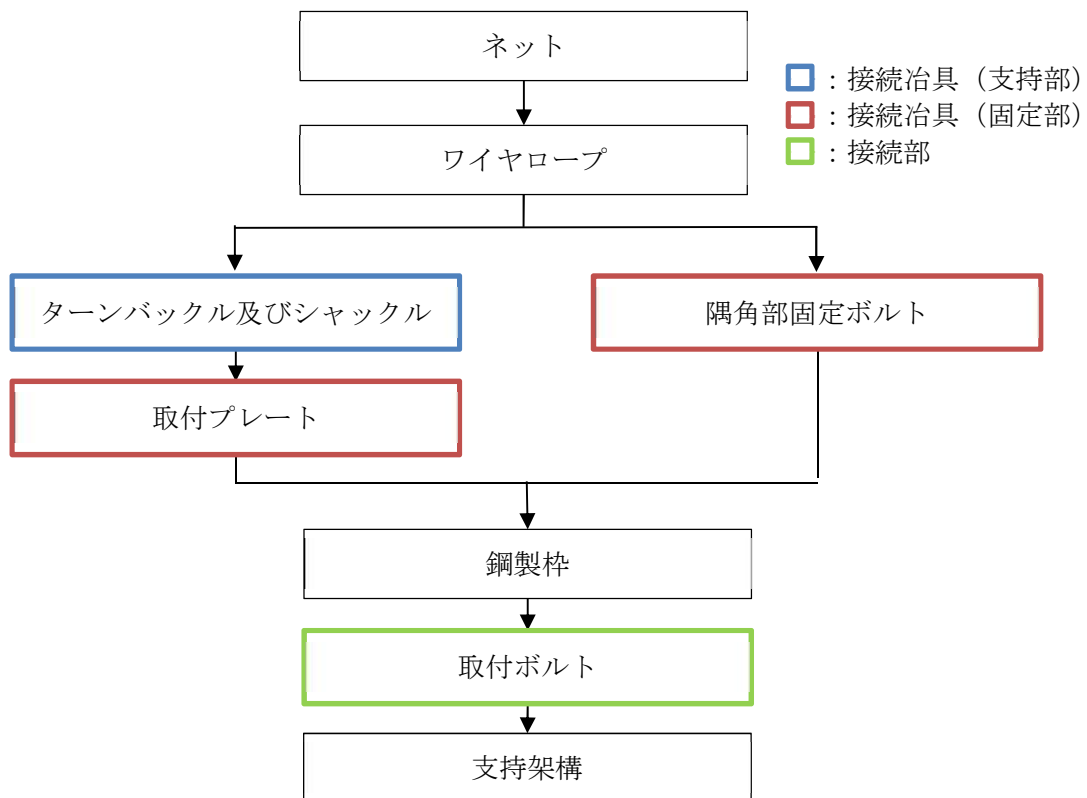 ネット
：接続冶具（支持部）
：接続冶具（固定部）
：接続部
ワイヤロープ
ターンバックル及びシャックル
隅角部固定ボルト
取付プレート
鋼製枠
取付ボルト
支持架構